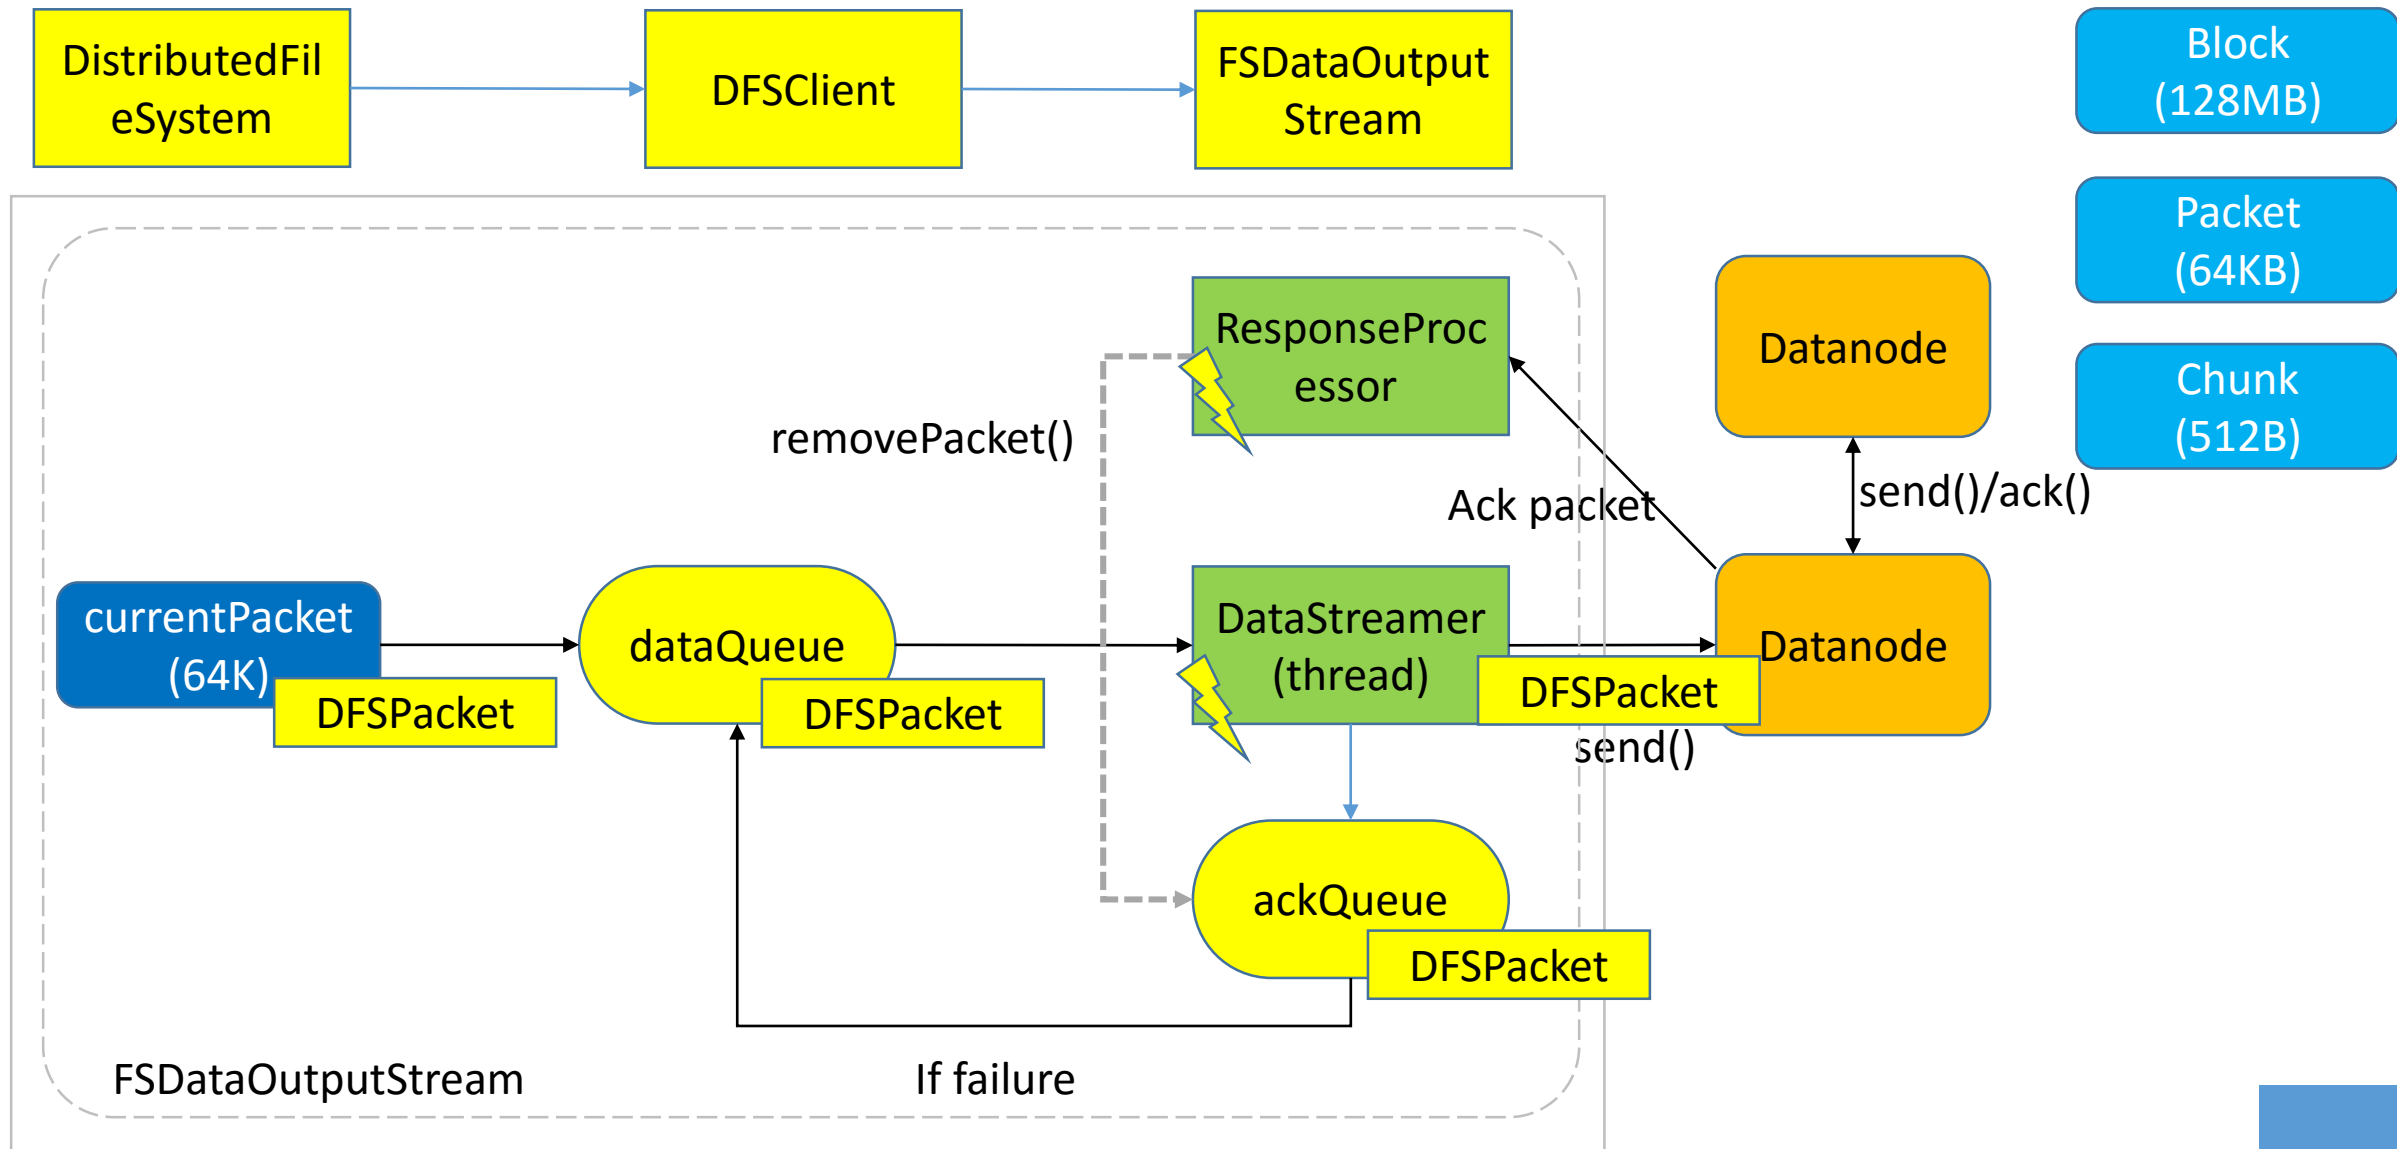 DistributedFil
eSystem
DFSClient
FSDataOutput
Stream
Block
(128MB)
Packet
(64KB)
Chunk
(512B)
ResponseProc
essor
Datanode
removePacket()
Ack packet
send()/ack()
currentPacket
(64K)
DFSPacket
dataQueue
DFSPacket
DataStreamer
(thread)
DFSPacket
send()
Datanode
ackQueue
DFSPacket
FSDataOutputStream
If failure